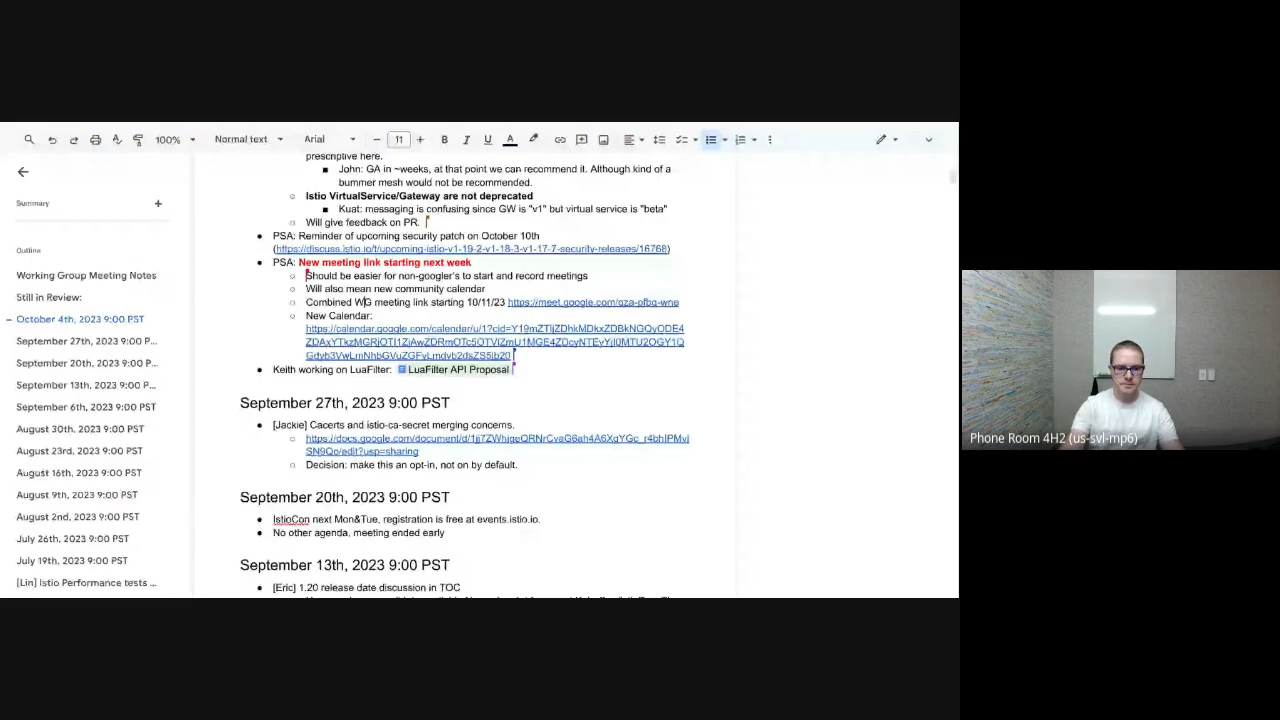 100%
Normal text
Arial
11
prescriptive here.
John: GA in ~weeks, at that point we can recommend it. Although kind of a
bummer mesh would not be recommended.
Istio VirtualService/Gateway are not deprecated
Kuat: messaging is confusing since GW is "v1" but virtual service is "beta"
Will give feedback on PR.
PSA: Reminder of upcoming security patch on October 10th
(https://discuss.istio.io/t/upcoming-istio-v1-19-2-v1-18-3-v1-17-7-security-releases/16768)
PSA: New meeting link starting next week
Should be easier for non-googler's to start and record meetings
Will also mean new community calendar
Combined WG meeting link starting 10/11/23 https://meet.google.com/gza-pfbq-wne
New Calendar:
Keith working on LuaFilter: LuaFilter API Proposal
September 27th, 2023 9:00 PST
[Jackie] Cacerts and istio-ca-secret merging concerns.
Decision: make this an opt-in, not on by default.
September 20th, 2023 9:00 PST
IstioCon next Mon&Tue, registration is free at events.istio.io.
No other agenda, meeting ended early
September 13th, 2023 9:00 PST
[Eric] 1.20 release date discussion in TOC
Summary
Outline
Working Group Meeting Notes
Still in Review:
October 4th, 2023 9:00 PST
September 27th, 2023 9:00 P...
September 20th, 2023 9:00 P...
September 13th, 2023 9:00 P...
September 6th, 2023 9:00 PST
August 30th, 2023 9:00 PST
August 23rd, 2023 9:00 PST
August 16th, 2023 9:00 PST
August 9th, 2023 9:00 PST
August 2nd, 2023 9:00 PST
July 26th, 2023 9:00 PST
July 19th, 2023 9:00 PST
[Lin] Istio Performance tests ...
Phone Room 4H2 (us-svl-mp6)